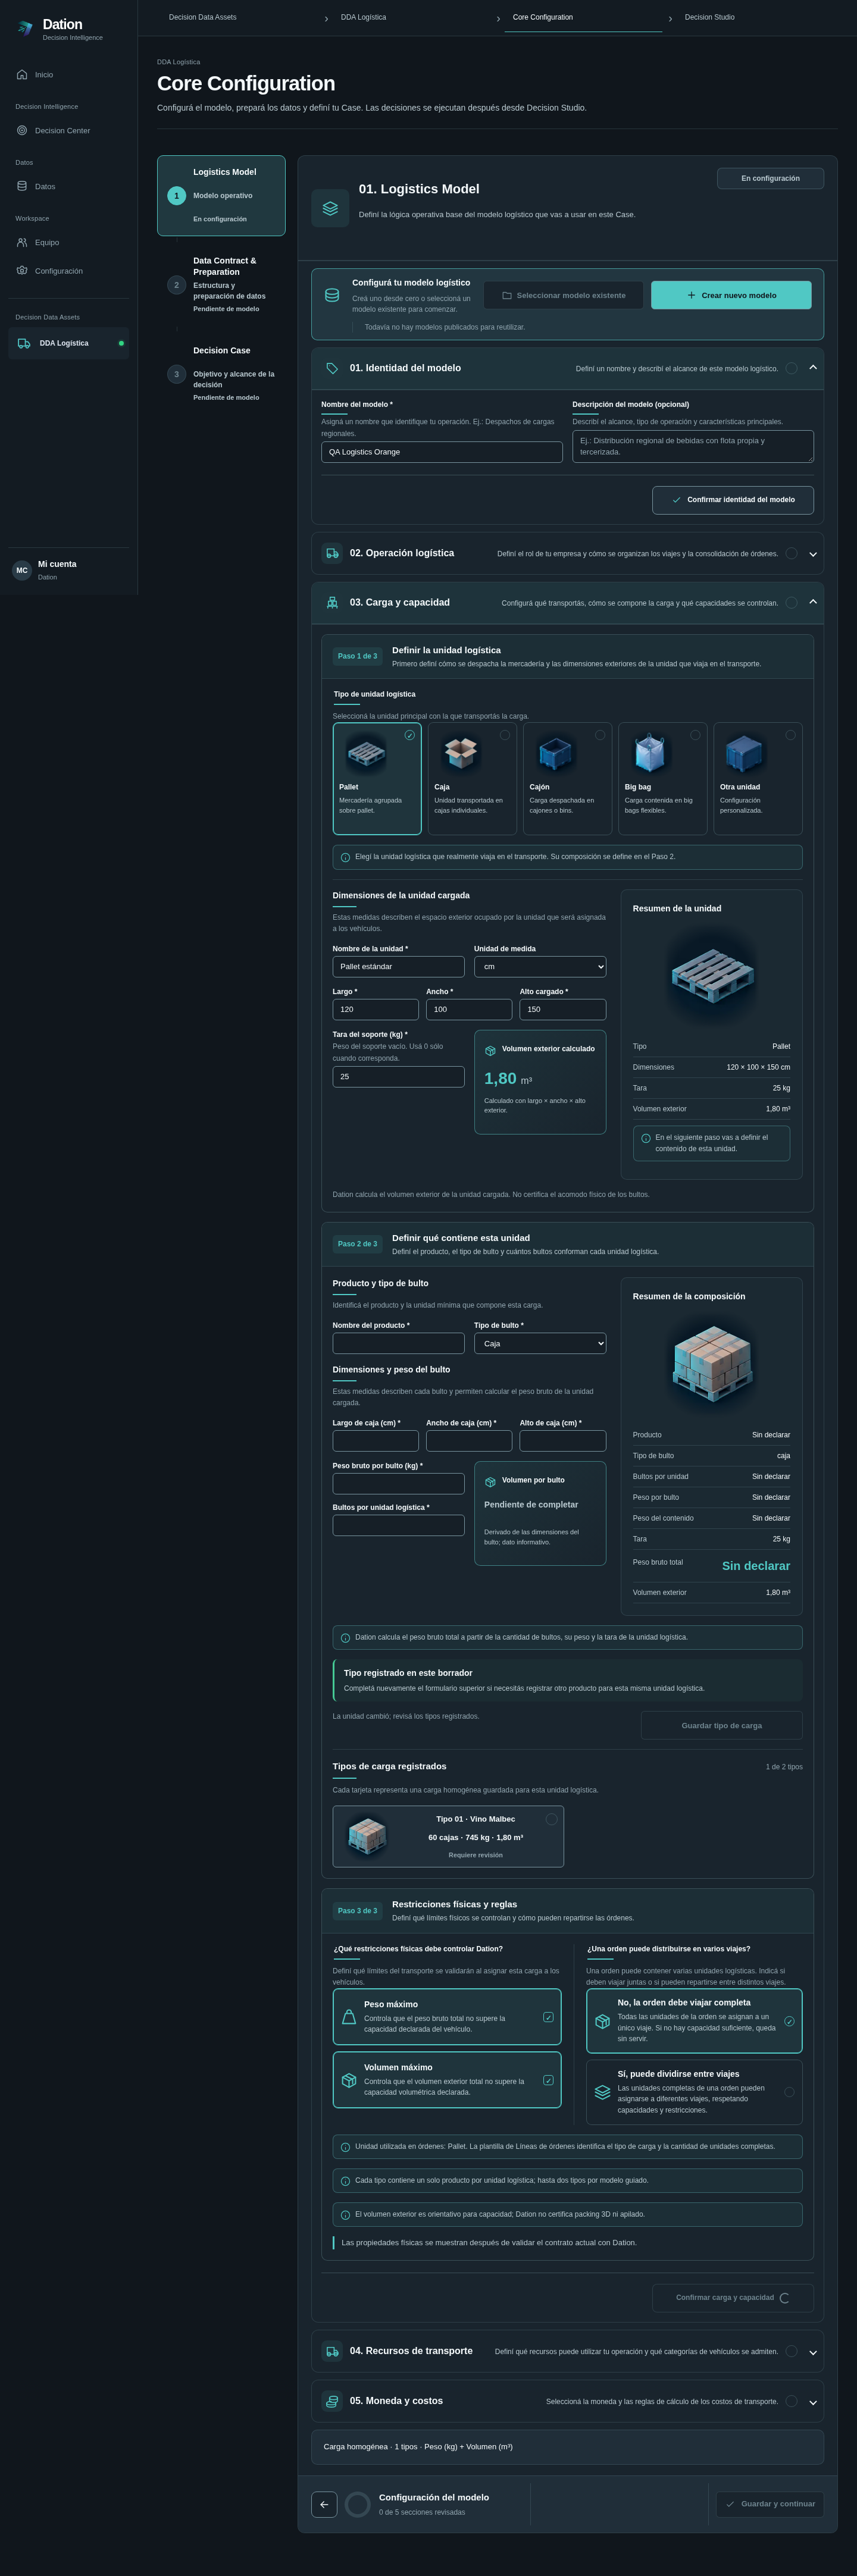 Dation
Decision Intelligence
Inicio
Decision Intelligence
Decision Center
Datos
Datos
Workspace
Equipo
Configuración
Decision Data Assets
DDA Logística
MC
Mi cuenta
Dation
Decision Data Assets
DDA Logística
Core Configuration
Decision Studio
DDA Logística
Core Configuration
Configurá el modelo, prepará los datos y definí tu Case. Las decisiones se ejecutan después desde Decision Studio.
Logistics Model
1
Modelo operativo
En configuración
Data Contract &
Preparation
2
Estructura y
preparación de datos
Pendiente de modelo
Decision Case
3
Objetivo y alcance de la
decisión
Pendiente de modelo
01. Logistics Model
Definí la lógica operativa base del modelo logístico que vas a usar en este Case.
En configuración
Configurá tu modelo logístico
Creá uno desde cero o seleccioná un
modelo existente para comenzar.
Seleccionar modelo existente
Crear nuevo modelo
Todavía no hay modelos publicados para reutilizar.
01. Identidad del modelo
Definí un nombre y describí el alcance de este modelo logístico.
Nombre del modelo *
Asigná un nombre que identifique tu operación. Ej.: Despachos de cargas
regionales.
QA Logistics Orange
Descripción del modelo (opcional)
Describí el alcance, tipo de operación y características principales.
Ej.: Distribución regional de bebidas con flota propia y
tercerizada.
Confirmar identidad del modelo
02. Operación logística
Definí el rol de tu empresa y cómo se organizan los viajes y la consolidación de órdenes.
03. Carga y capacidad
Configurá qué transportás, cómo se compone la carga y qué capacidades se controlan.
Paso 1 de 3
Definir la unidad logística
Primero definí cómo se despacha la mercadería y las dimensiones exteriores de la unidad que viaja en el transporte.
Tipo de unidad logística
Seleccioná la unidad principal con la que transportás la carga.
Pallet
Mercadería agrupada
sobre pallet.
Caja
Unidad transportada en
cajas individuales.
Cajón
Carga despachada en
cajones o bins.
Big bag
Carga contenida en big
bags flexibles.
Otra unidad
Configuración
personalizada.
Elegí la unidad logística que realmente viaja en el transporte. Su composición se define en el Paso 2.
Dimensiones de la unidad cargada
Estas medidas describen el espacio exterior ocupado por la unidad que será asignada
a los vehículos.
Nombre de la unidad *
Pallet estándar
Unidad de medida
cm
Largo *
120
Ancho *
100
Alto cargado *
150
Tara del soporte (kg) *
Peso del soporte vacío. Usá 0 sólo
cuando corresponda.
25
Volumen exterior calculado
1,80 m³
Calculado con largo × ancho × alto
exterior.
Resumen de la unidad
Tipo Pallet
Dimensiones 120 × 100 × 150 cm
Tara 25 kg
Volumen exterior 1,80 m³
En el siguiente paso vas a definir el
contenido de esta unidad.
Dation calcula el volumen exterior de la unidad cargada. No certifica el acomodo físico de los bultos.
Paso 2 de 3
Definir qué contiene esta unidad
Definí el producto, el tipo de bulto y cuántos bultos conforman cada unidad logística.
Producto y tipo de bulto
Identificá el producto y la unidad mínima que compone esta carga.
Nombre del producto *
Tipo de bulto *
Caja
Dimensiones y peso del bulto
Estas medidas describen cada bulto y permiten calcular el peso bruto de la unidad
cargada.
Largo de caja (cm) *
Ancho de caja (cm) *
Alto de caja (cm) *
Peso bruto por bulto (kg) *
Bultos por unidad logística *
Volumen por bulto
Pendiente de completar
Derivado de las dimensiones del
bulto; dato informativo.
Resumen de la composición
Producto Sin declarar
Tipo de bulto caja
Bultos por unidad Sin declarar
Peso por bulto Sin declarar
Peso del contenido Sin declarar
Tara 25 kg
Peso bruto total Sin declarar
Volumen exterior 1,80 m³
Dation calcula el peso bruto total a partir de la cantidad de bultos, su peso y la tara de la unidad logística.
Tipo registrado en este borrador
Completá nuevamente el formulario superior si necesitás registrar otro producto para esta misma unidad logística.
La unidad cambió; revisá los tipos registrados.
Guardar tipo de carga
Tipos de carga registrados
1 de 2 tipos
Cada tarjeta representa una carga homogénea guardada para esta unidad logística.
Tipo 01 · Vino Malbec
60 cajas · 745 kg · 1,80 m³
Requiere revisión
Paso 3 de 3
Restricciones físicas y reglas
Definí qué límites físicos se controlan y cómo pueden repartirse las órdenes.
¿Qué restricciones físicas debe controlar Dation?
Definí qué límites del transporte se validarán al asignar esta carga a los
vehículos.
Peso máximo
Controla que el peso bruto total no supere la
capacidad declarada del vehículo.
Volumen máximo
Controla que el volumen exterior total no supere la
capacidad volumétrica declarada.
¿Una orden puede distribuirse en varios viajes?
Una orden puede contener varias unidades logísticas. Indicá si
deben viajar juntas o si pueden repartirse entre distintos viajes.
No, la orden debe viajar completa
Todas las unidades de la orden se asignan a un
único viaje. Si no hay capacidad suficiente, queda
sin servir.
Sí, puede dividirse entre viajes
Las unidades completas de una orden pueden
asignarse a diferentes viajes, respetando
capacidades y restricciones.
Unidad utilizada en órdenes: Pallet. La plantilla de Líneas de órdenes identifica el tipo de carga y la cantidad de unidades completas.
Cada tipo contiene un solo producto por unidad logística; hasta dos tipos por modelo guiado.
El volumen exterior es orientativo para capacidad; Dation no certifica packing 3D ni apilado.
Las propiedades físicas se muestran después de validar el contrato actual con Dation.
Confirmar carga y capacidad
04. Recursos de transporte
Definí qué recursos puede utilizar tu operación y qué categorías de vehículos se admiten.
05. Moneda y costos
Seleccioná la moneda y las reglas de cálculo de los costos de transporte.
Carga homogénea · 1 tipos · Peso (kg) + Volumen (m³)
Configuración del modelo
0 de 5 secciones revisadas
Guardar y continuar